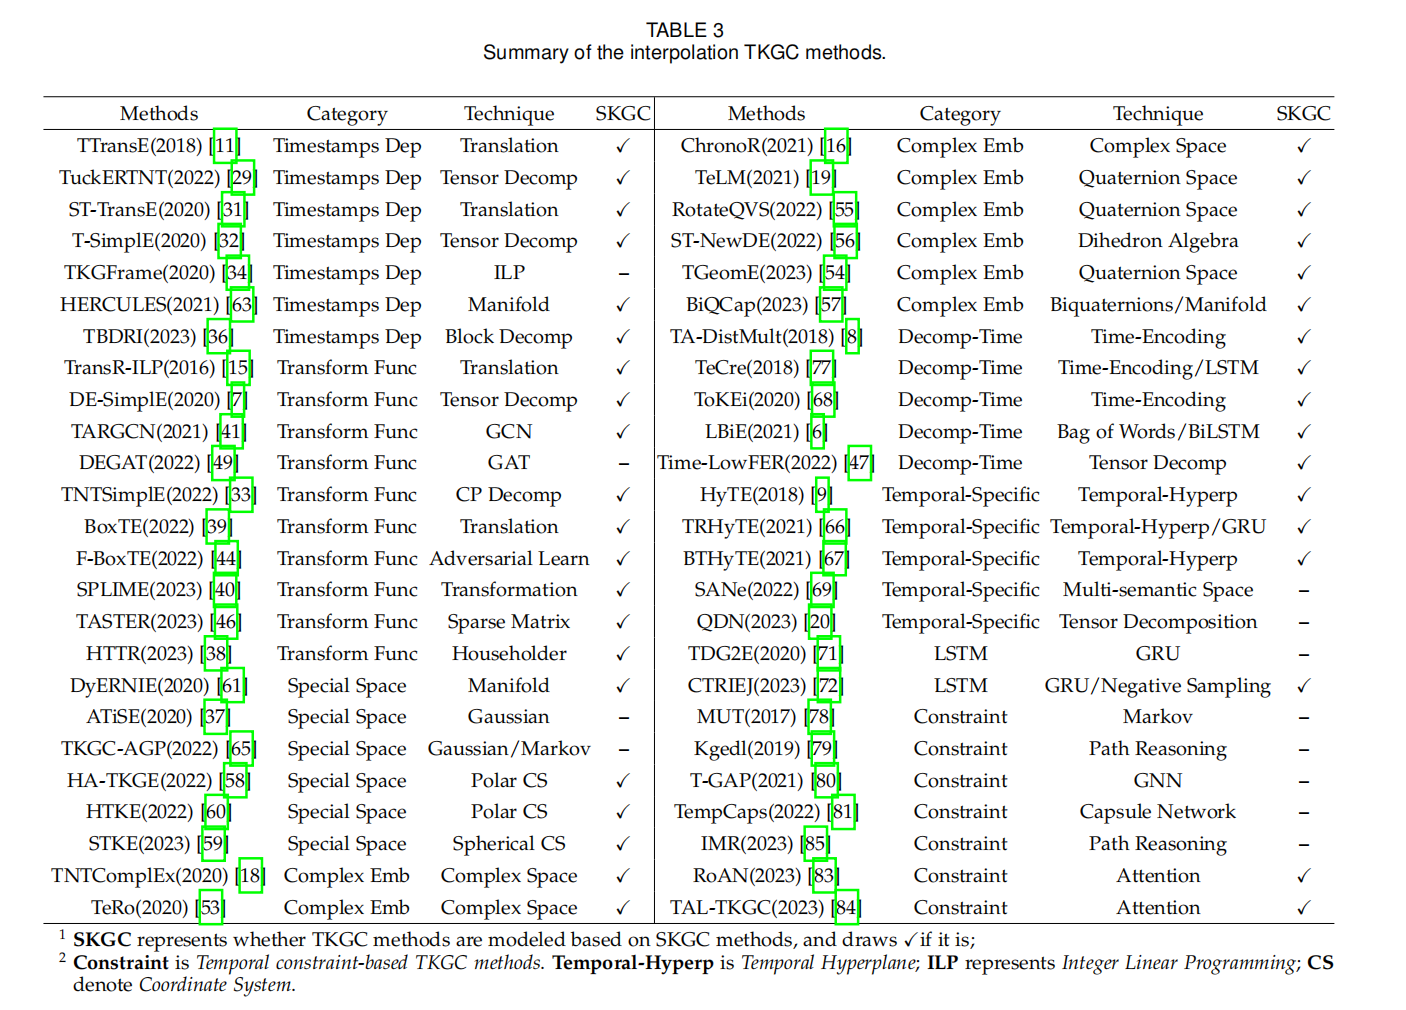 TABLE 3
Summary of the interpolation TKGC methods.
Methods Category Technique SKGC Methods Category Technique SKGC
TTransE(2018) [11] Timestamps Dep Translation ✓ ChronoR(2021) [16] Complex Emb Complex Space ✓
TuckERTNT(2022) [29] Timestamps Dep Tensor Decomp ✓ TeLM(2021) [19] Complex Emb Quaternion Space ✓
ST-TransE(2020) [31] Timestamps Dep Translation ✓ RotateQVS(2022) [55] Complex Emb Quaternion Space ✓
T-SimplE(2020) [32] Timestamps Dep Tensor Decomp ✓ ST-NewDE(2022) [56] Complex Emb Dihedron Algebra ✓
TKGFrame(2020) [34] Timestamps Dep ILP – TGeomE(2023) [54] Complex Emb Quaternion Space ✓
HERCULES(2021) [63] Timestamps Dep Manifold ✓ BiQCap(2023) [57] Complex Emb Biquaternions/Manifold ✓
TBDRI(2023) [36] Timestamps Dep Block Decomp ✓ TA-DistMult(2018) [8] Decomp-Time Time-Encoding ✓
TransR-ILP(2016) [15] Transform Func Translation ✓ TeCre(2018) [77] Decomp-Time Time-Encoding/LSTM ✓
DE-SimplE(2020) [7] Transform Func Tensor Decomp ✓ ToKEi(2020) [68] Decomp-Time Time-Encoding ✓
TARGCN(2021) [41] Transform Func GCN ✓ LBiE(2021) [6] Decomp-Time Bag of Words/BiLSTM ✓
DEGAT(2022) [49] Transform Func GAT – Time-LowFER(2022) [47] Decomp-Time Tensor Decomp ✓
TNTSimplE(2022) [33] Transform Func CP Decomp ✓ HyTE(2018) [9] Temporal-Specific Temporal-Hyperp ✓
BoxTE(2022) [39] Transform Func Translation ✓ TRHyTE(2021) [66] Temporal-Specific Temporal-Hyperp/GRU ✓
F-BoxTE(2022) [44] Transform Func Adversarial Learn ✓ BTHyTE(2021) [67] Temporal-Specific Temporal-Hyperp ✓
SPLIME(2023) [40] Transform Func Transformation ✓ SANe(2022) [69] Temporal-Specific Multi-semantic Space –
TASTER(2023) [46] Transform Func Sparse Matrix ✓ QDN(2023) [20] Temporal-Specific Tensor Decomposition –
HTTR(2023) [38] Transform Func Householder ✓ TDG2E(2020) [71] LSTM GRU –
DyERNIE(2020) [61] Special Space Manifold ✓ CTRIEJ(2023) [72] LSTM GRU/Negative Sampling ✓
ATiSE(2020) [37] Special Space Gaussian – MUT(2017) [78] Constraint Markov –
TKGC-AGP(2022) [65] Special Space Gaussian/Markov – Kgedl(2019) [79] Constraint Path Reasoning –
HA-TKGE(2022) [58] Special Space Polar CS ✓ T-GAP(2021) [80] Constraint GNN –
HTKE(2022) [60] Special Space Polar CS ✓ TempCaps(2022) [81] Constraint Capsule Network –
STKE(2023) [59] Special Space Spherical CS ✓ IMR(2023) [85] Constraint Path Reasoning –
TNTComplEx(2020) [18] Complex Emb Complex Space ✓ RoAN(2023) [83] Constraint Attention ✓
TeRo(2020) [53] Complex Emb Complex Space ✓ TAL-TKGC(2023) [84] Constraint Attention ✓
1 SKGC represents whether TKGC methods are modeled based on SKGC methods, and draws ✓if it is;
2 Constraint is Temporal constraint-based TKGC methods. Temporal-Hyperp is Temporal Hyperplane; ILP represents Integer Linear Programming; CS
denote Coordinate System.